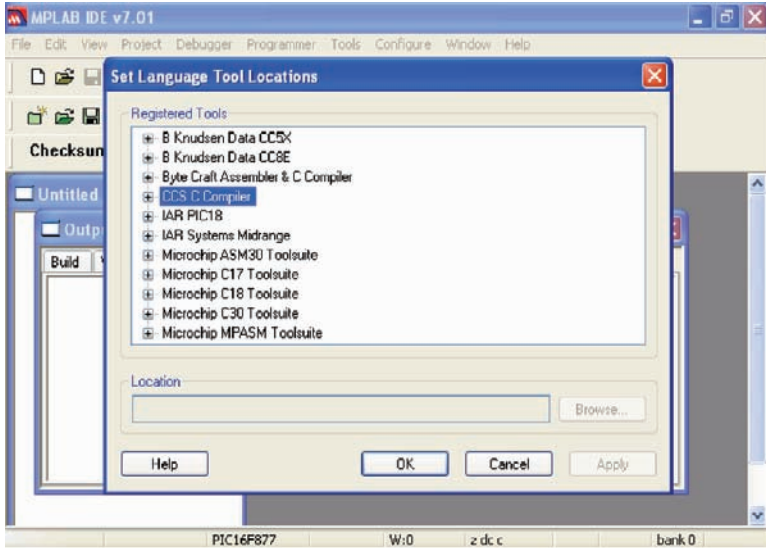 MPLAB IDE v7.01
File Edit View Project Debugger Programmer Tools Configure Window Help
Set Language Tool Locations
Checksum
Registered Tools
B Knudsen Data CC5X
B Knudsen Data CC8E
Byte Craft Assembler & C Compiler
CCS C Compiler
IAR PIC18
IAR Systems Midrange
Microchip ASM30 Toolsuite
Microchip C17 Toolsuite
Microchip C18 Toolsuite
Microchip C30 Toolsuite
Microchip MPASM Toolsuite
Untitled
Outp
Build
Location
Browse...
Help OK Cancel Apply
PIC16F877 W:0 z dc c bank 0